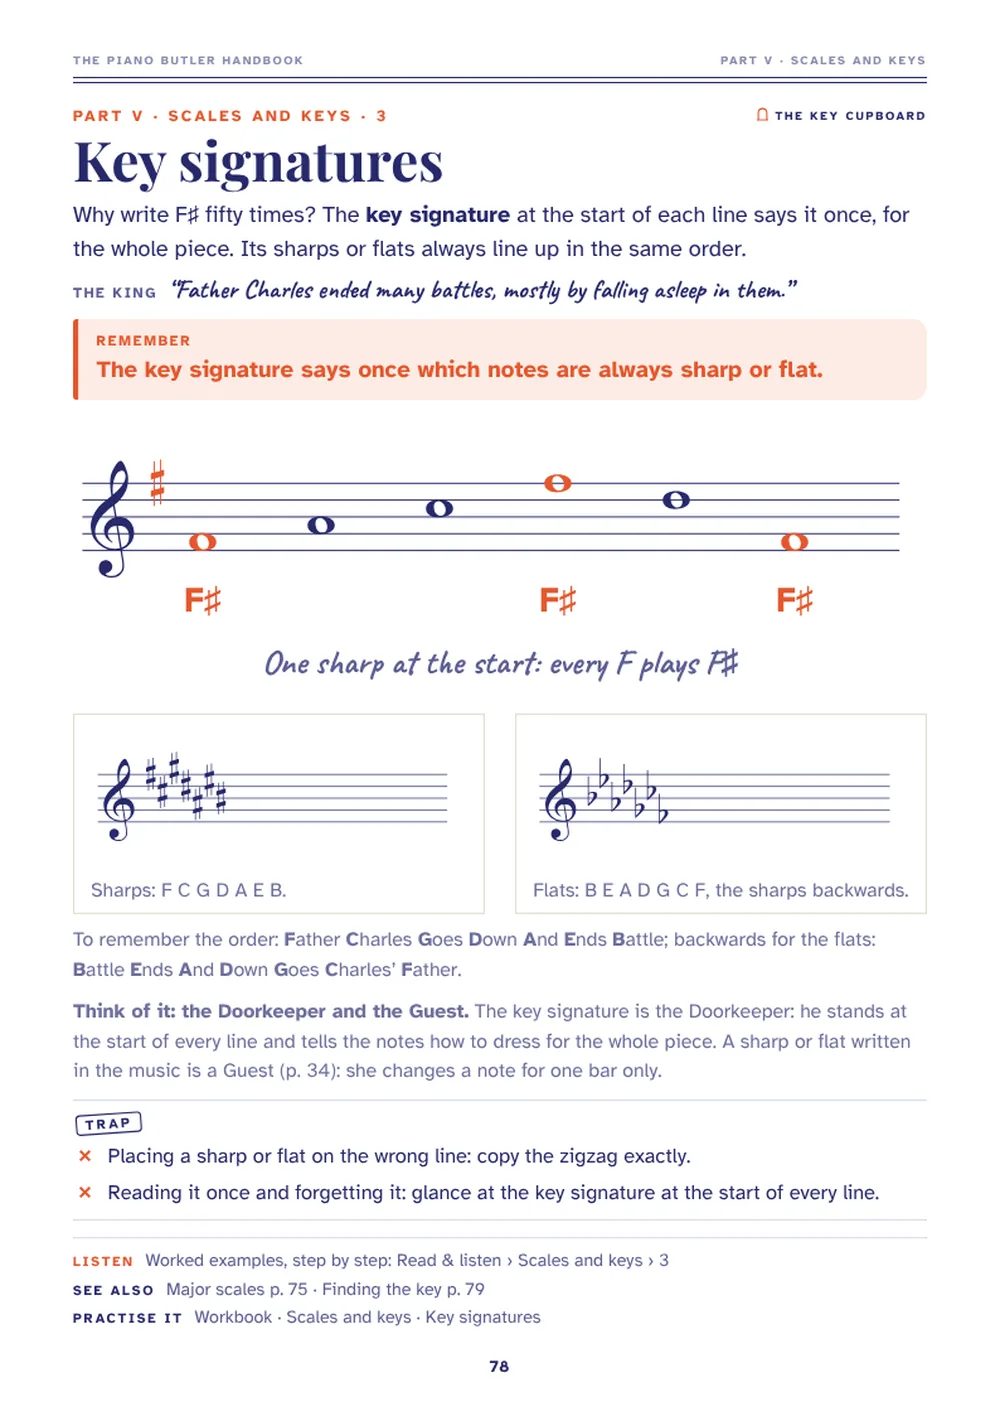 THE PIANO BUTLER HANDBOOK
PART V · SCALES AND KEYS
PART V · SCALES AND KEYS · 3
THE KEY CUPBOARD
Key signatures
Why write F♯ fifty times? The key signature at the start of each line says it once, for
the whole piece. Its sharps or flats always line up in the same order.
THE KING “Father Charles ended many battles, mostly by falling asleep in them.”
REMEMBER
The key signature says once which notes are always sharp or flat.
F♯ F♯ F♯
One sharp at the start: every F plays F♯
Sharps: F C G D A E B.
Flats: B E A D G C F, the sharps backwards.
To remember the order: Father Charles Goes Down And Ends Battle; backwards for the flats:
Battle Ends And Down Goes Charles’ Father.
Think of it: the Doorkeeper and the Guest. The key signature is the Doorkeeper: he stands at
the start of every line and tells the notes how to dress for the whole piece. A sharp or flat written
in the music is a Guest (p. 34): she changes a note for one bar only.
TRAP
× Placing a sharp or flat on the wrong line: copy the zigzag exactly.
× Reading it once and forgetting it: glance at the key signature at the start of every line.
LISTEN Worked examples, step by step: Read & listen › Scales and keys › 3
SEE ALSO Major scales p. 75 · Finding the key p. 79
PRACTISE IT Workbook · Scales and keys · Key signatures
78